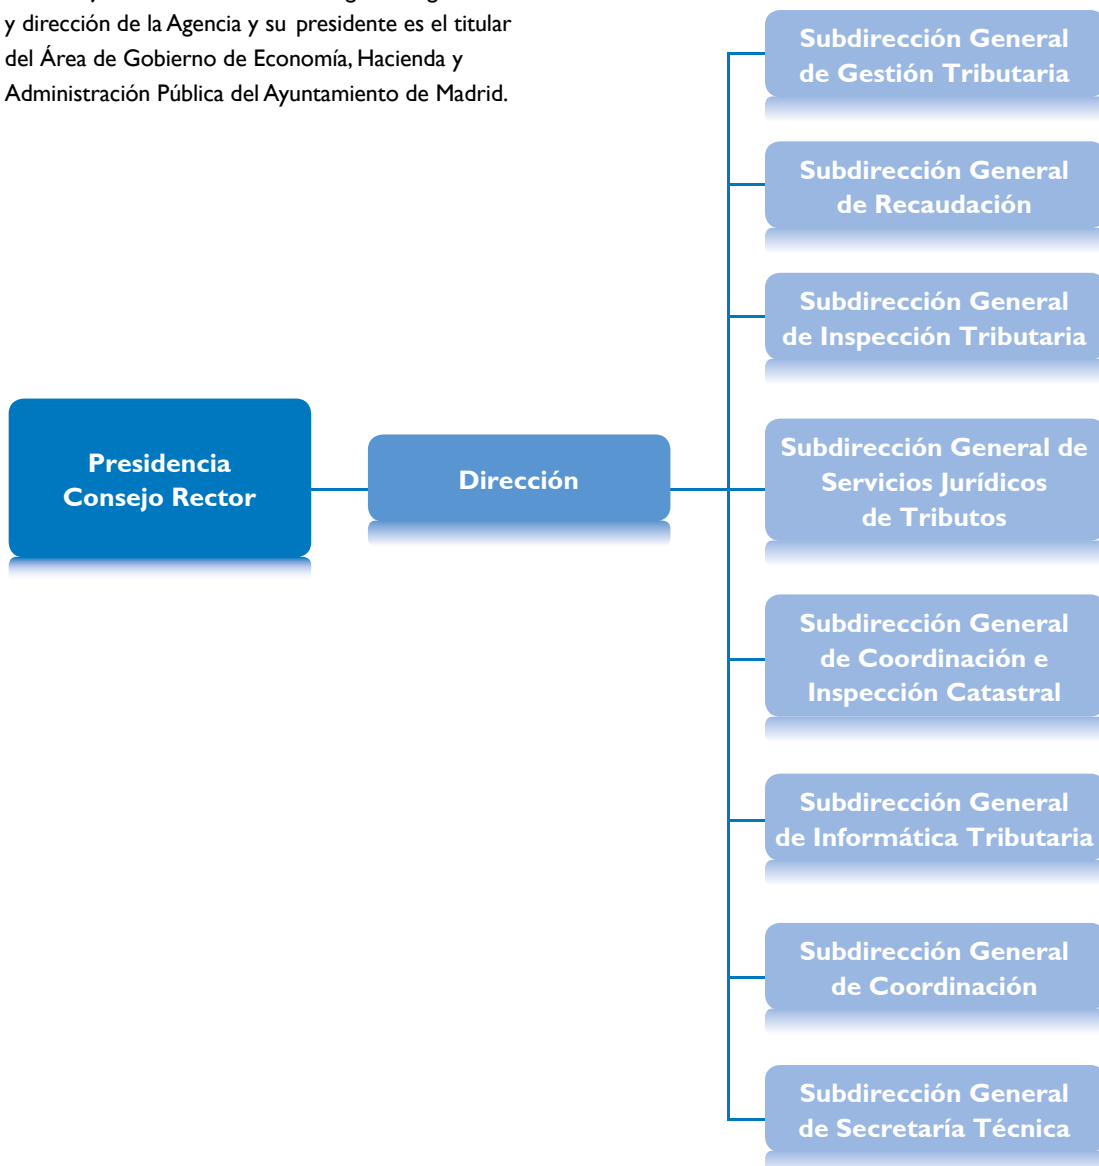 y dirección de la Agencia y su presidente es el titular
del Área de Gobierno de Economía, Hacienda y
Administración Pública del Ayuntamiento de Madrid.
Presidencia
Consejo Rector
Dirección
Subdirección General
de Gestión Tributaria
Subdirección General
de Recaudación
Subdirección General
de Inspección Tributaria
Subdirección General de
Servicios Jurídicos
de Tributos
Subdirección General
de Coordinación e
Inspección Catastral
Subdirección General
de Informática Tributaria
Subdirección General
de Coordinación
Subdirección General
de Secretaría Técnica